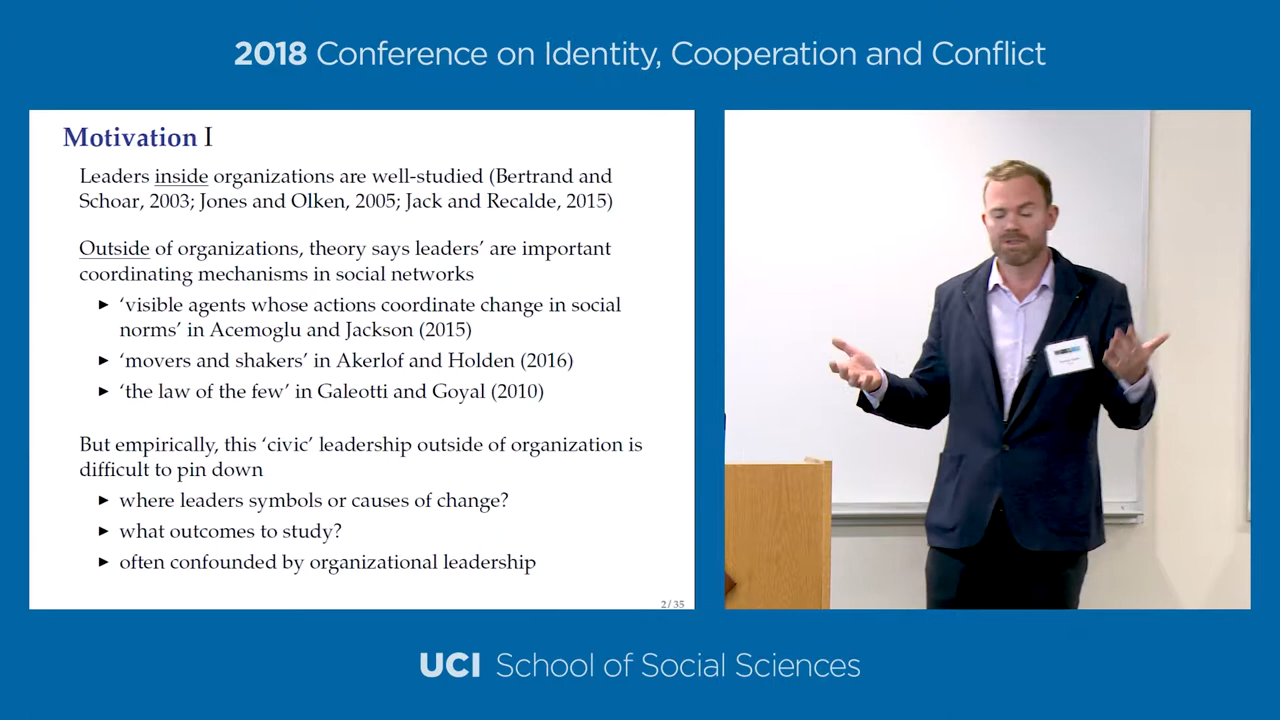 2018 Conference on Identity, Cooperation and Conflict
Motivation I
Leaders inside organizations are well-studied (Bertrand and
Schoar, 2003; Jones and Olken, 2005; Jack and Recalde, 2015)
Outside of organizations, theory says leaders’ are important
coordinating mechanisms in social networks
► ‘visible agents whose actions coordinate change in social
norms’ in Acemoglu and Jackson (2015)
► ‘movers and shakers’ in Akerlof and Holden (2016)
► ‘the law of the few’ in Galeotti and Goyal (2010)
But empirically, this ‘civic’ leadership outside of organization is
difficult to pin down
► where leaders symbols or causes of change?
► what outcomes to study?
► often confounded by organizational leadership
2 / 35
UCI School of Social Sciences